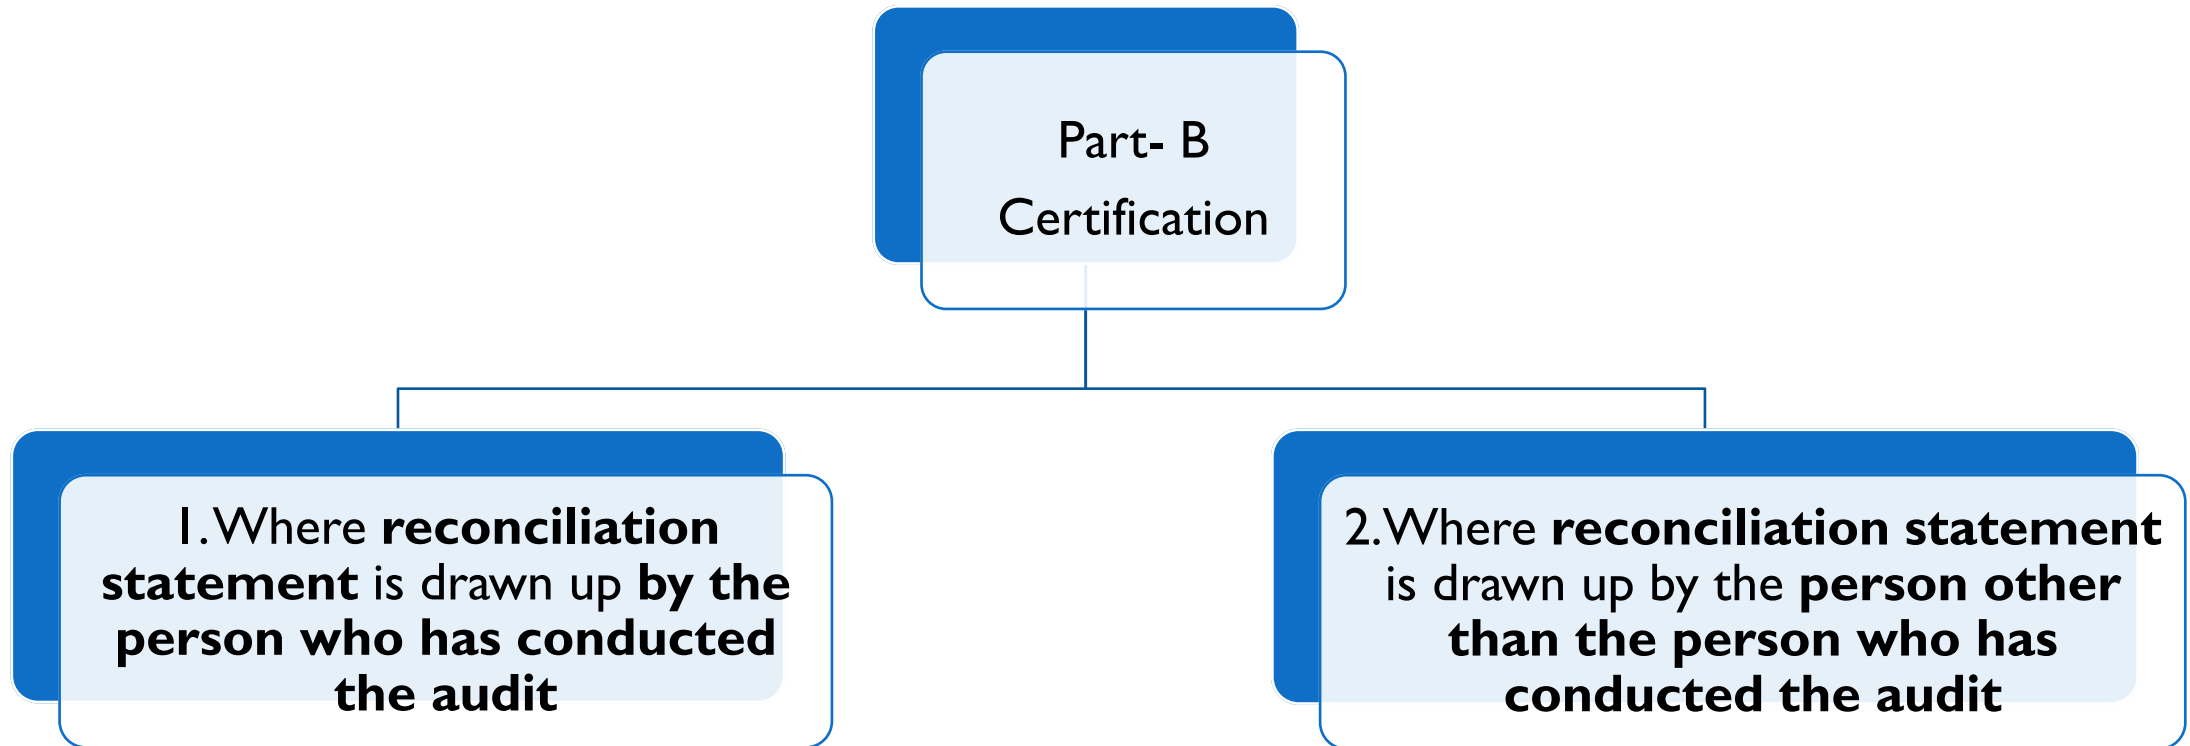 Part- B
Certification
1. Where reconciliation
statement is drawn up by the
person who has conducted
the audit
2. Where reconciliation statement
is drawn up by the person other
than the person who has
conducted the audit